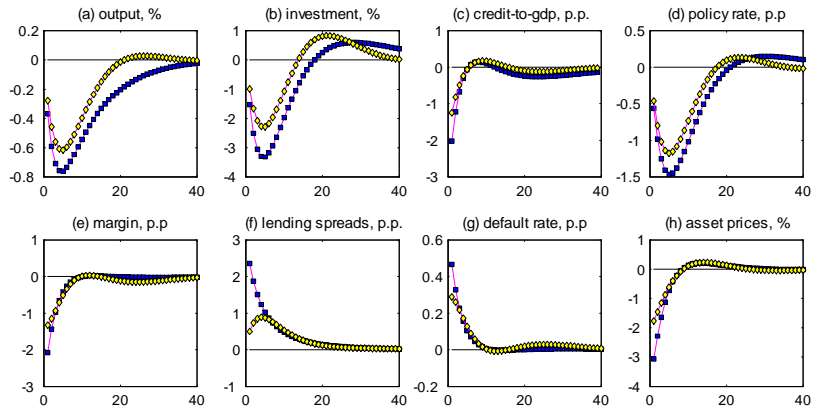 (a) output, %
0.2
0
-0.2
-0.4
-0.6
-0.8
0 20 40
(b) investment, %
1
0
-1
-2
-3
-4
0 20 40
(c) credit-to-gdp, p.p.
1
0
-1
-2
-3
0 20 40
(d) policy rate, p.p
0.5
0
-0.5
-1
-1.5
0 20 40
(e) margin, p.p
1
0
-1
-2
-3
0 20 40
(f) lending spreads, p.p.
3
2
1
0
1
0 20 40
(g) default rate, p.p
0.6
0.4
0.2
0
0.2
0 20 40
(h) asset prices, %
1
0
-1
-2
-3
-4
0 20 40